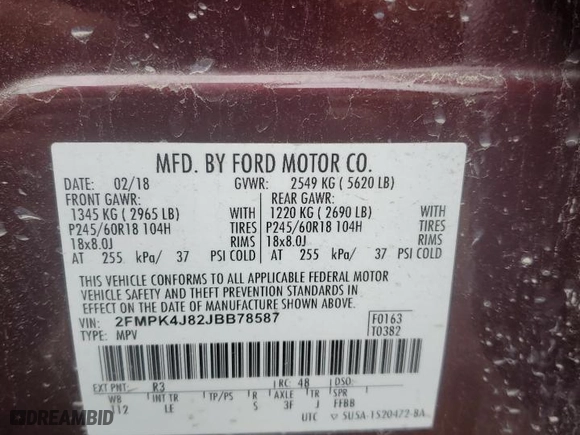 MFD. BY FORD MOTOR CO.
DATE: 02/18 GVWR: 2549 KG ( 5620 LB)
FRONT GAWR: REAR GAWR:
1345 KG ( 2965 LB) WITH 1220 KG ( 2690 LB) WITH
P245/60R18 104H TIRES P245/60R18 104H TIRES
18x8.0J RIMS 18x8.0J RIMS
AT 255 kPa/ 37 PSI COLD AT 255 kPa/ 37 PSI COLD
THIS VEHICLE CONFORMS TO ALL APPLICABLE FEDERAL MOTOR
VEHICLE SAFETY AND THEFT PREVENTION STANDARDS IN
EFFECT ON THE DATE OF MANUFACTURE SHOWN ABOVE.
VIN: 2FMPK4J82JBB78587 F0163
TYPE: MPV T0382
EXT PNT: R3 RC: 48 DSO:
WB INT TR TP/PS R AXLE TR SPR
112 LE S 3F J FFBB
UTC SUSA-1520472-BA
AUTOBIDMASTER